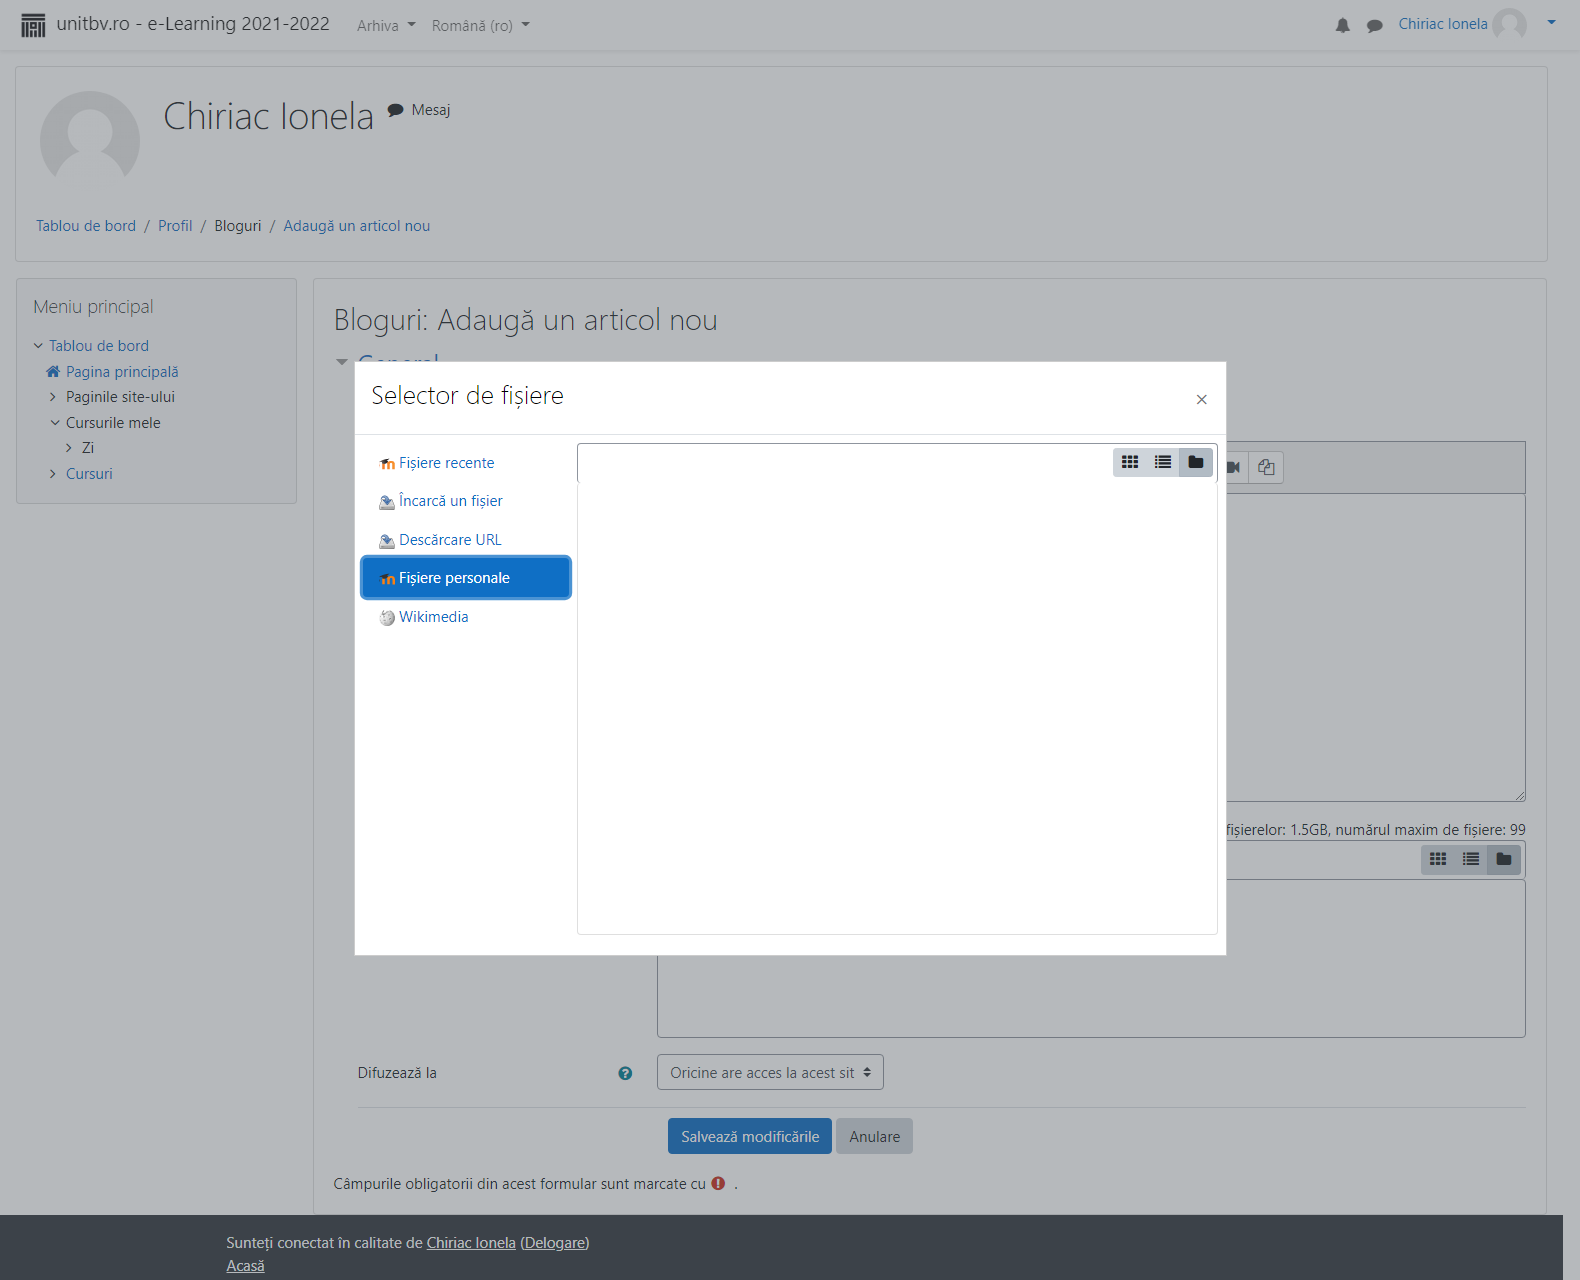 unitbv.ro - e-Learning 2021-2022 Arhiva Română (ro) Chiriac Ionela
Chiriac Ionela Mesaj
Tablou de bord / Profil / Bloguri / Adaugă un articol nou
Meniu principal
Tablou de bord
Pagina principală
Paginile site-ului
Cursurile mele
Zi
Cursuri
Bloguri: Adaugă un articol nou
General
Selector de fișiere ×
Fișiere recente
Încarcă un fișier
Descărcare URL
Fișiere personale
Wikimedia
fișierelor: 1.5GB, numărul maxim de fișiere: 99
Difuzează la Oricine are acces la acest sit
Salvează modificările Anulare
Câmpurile obligatorii din acest formular sunt marcate cu .
Sunteți conectat în calitate de Chiriac Ionela (Delogare)
Acasă